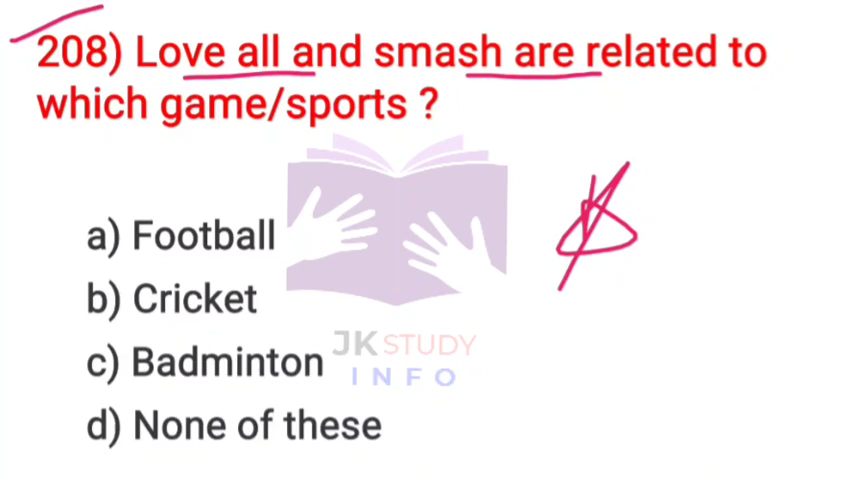 208) Love all and smash are related to
which game/sports ?
a) Football
b) Cricket
JK STUDY
c) Badminton
INFO
d) None of these